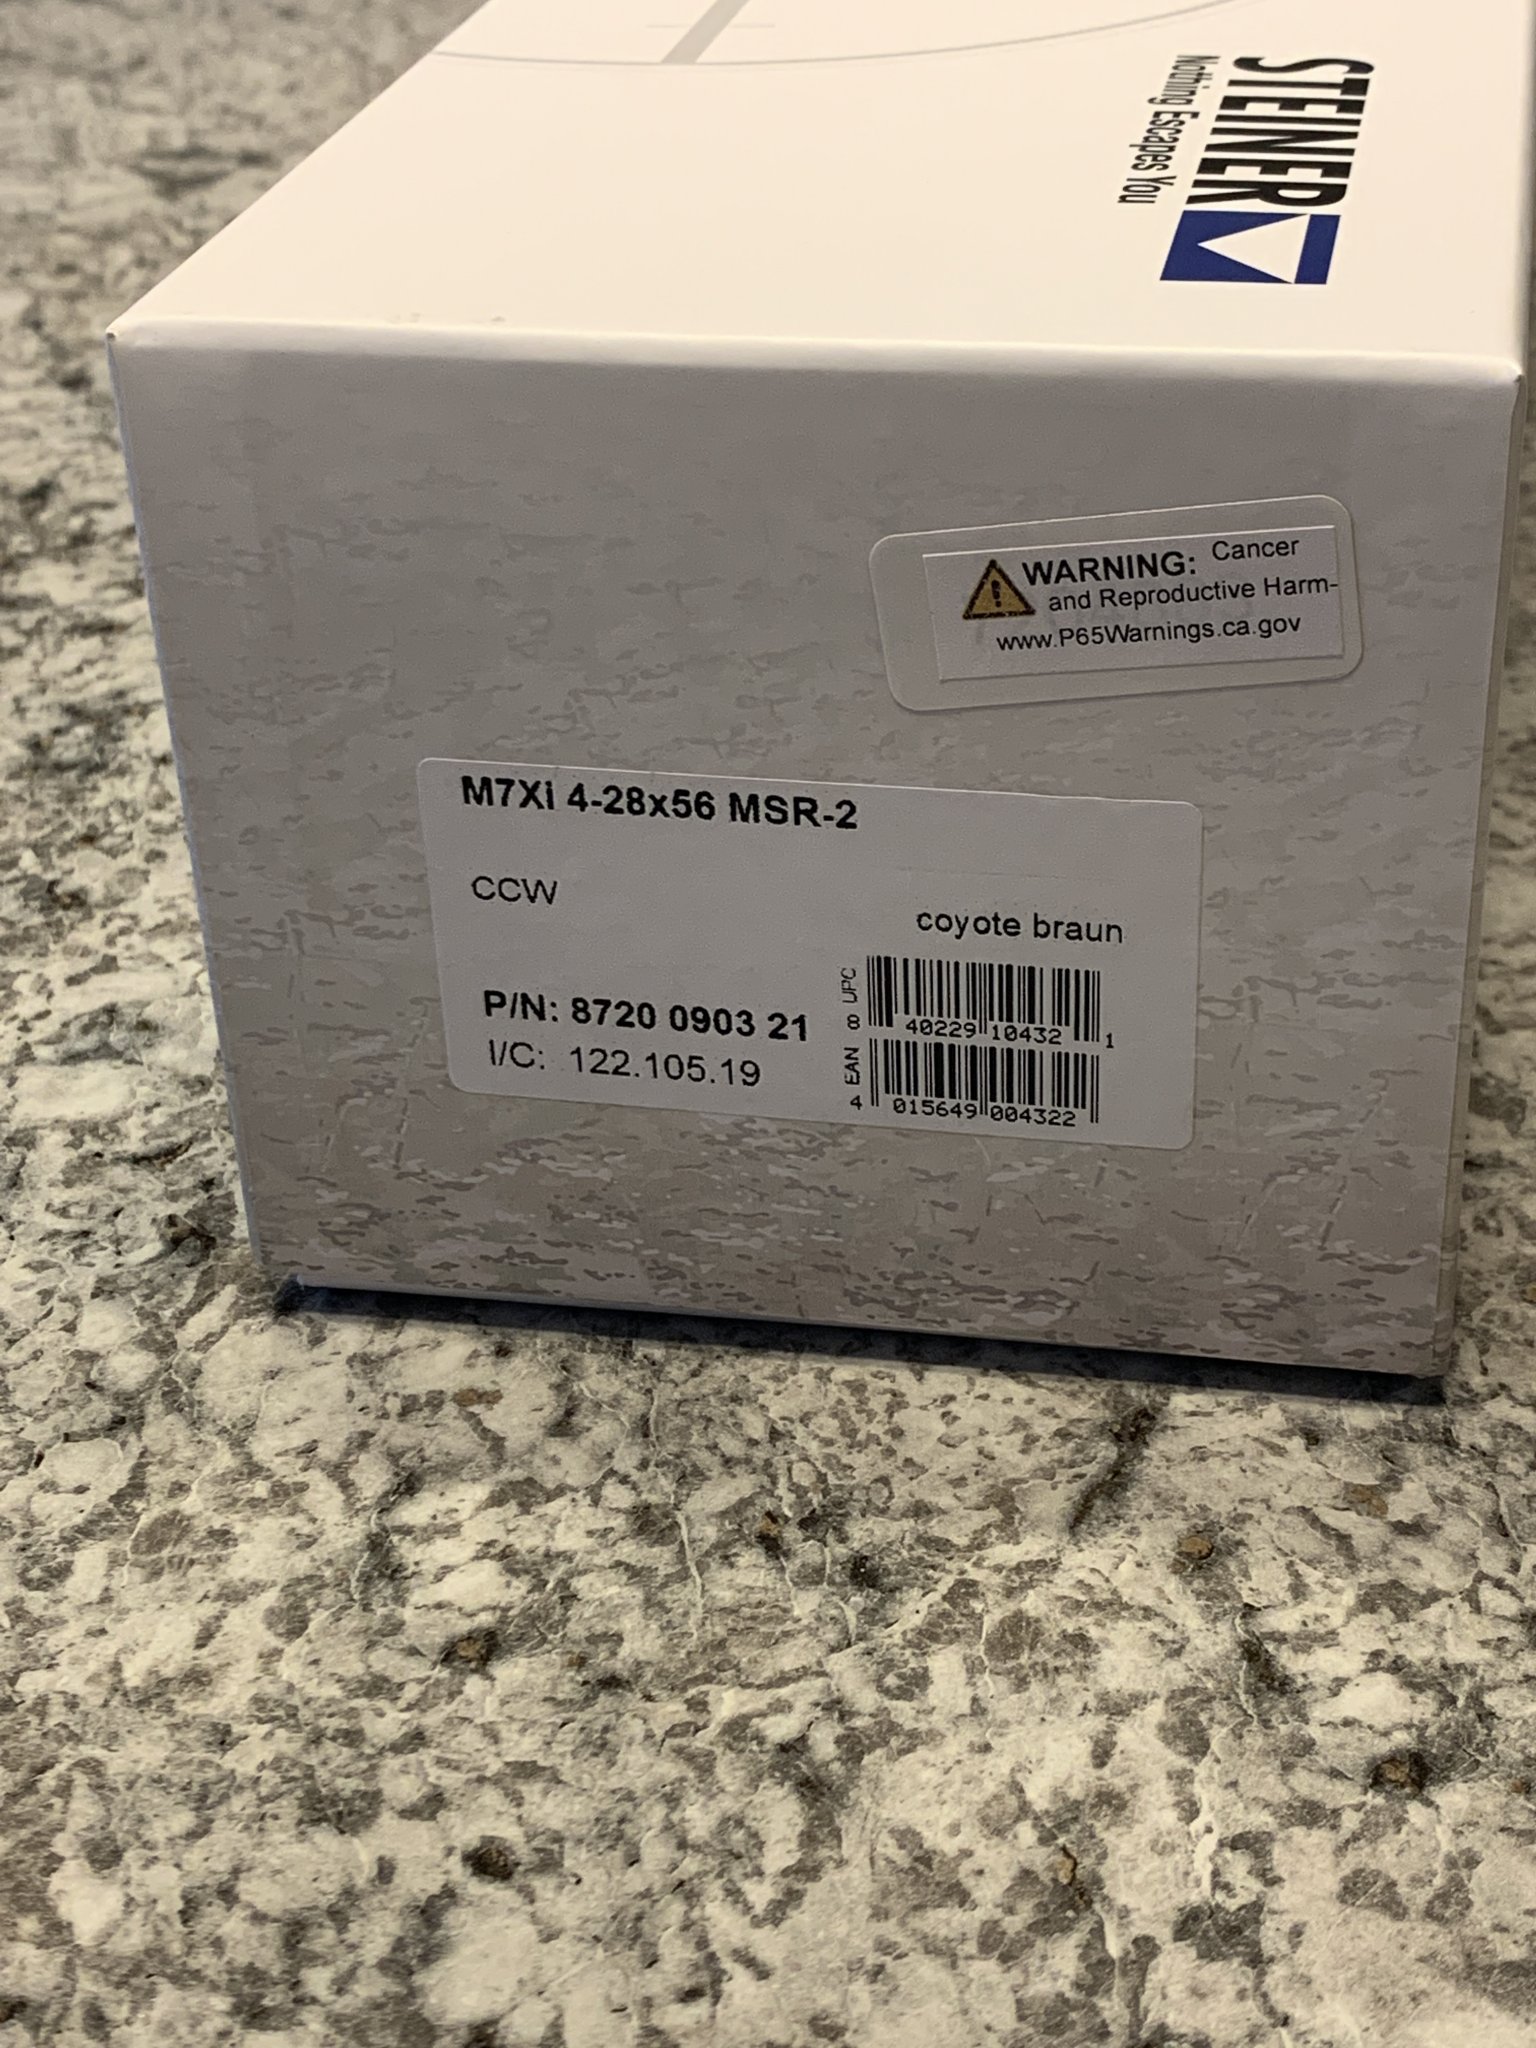 STEINER
Nothing Escapes You
WARNING: Cancer
and Reproductive Harm-
www.P65Warnings.ca.gov
M7Xi 4-28x56 MSR-2
CCW
coyote braun
P/N: 8720 0903 21
I/C: 122.105.19
UPC
8 40229 10432 1
EAN
4 015649 004322